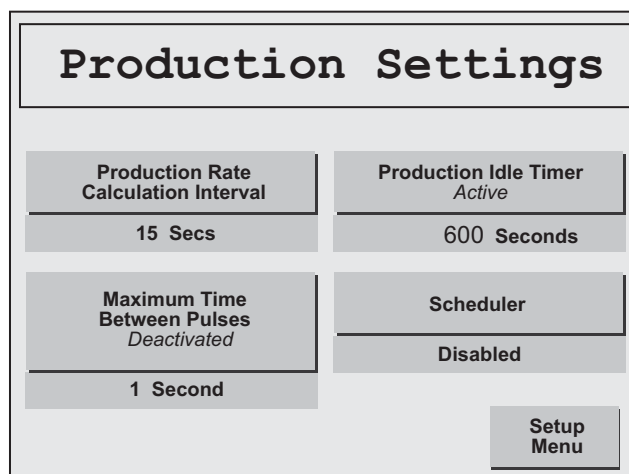 Production Settings
Production Rate
Calculation Interval
15 Secs
Production Idle Timer
Active
600 Seconds
Maximum Time
Between Pulses
Deactivated
1 Second
Scheduler
Disabled
Setup
Menu